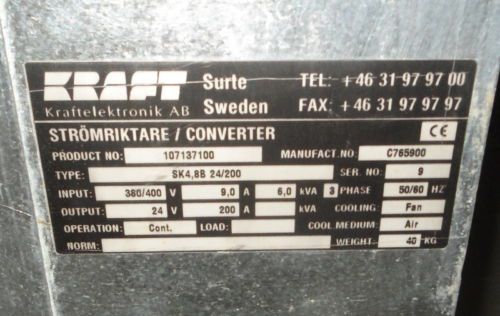 KRAFT Surte TEL: +46 31 97 97 00
Kraftelektronik AB Sweden FAX: +46 31 97 97 97
STRÖMRIKTARE / CONVERTER CE
PRODUCT NO: 107137100 MANUFACT.NO: C765900
TYPE: SK4,8B 24/200 SER. NO: 9
INPUT: 380/400 V 9,0 A 6,0 kVA 3 PHASE 50/60 HZ
OUTPUT: 24 V 200 A kVA COOLING: Fan
OPERATION: Cont. LOAD: COOL.MEDIUM: Air
NORM: WEIGHT: 40 KG